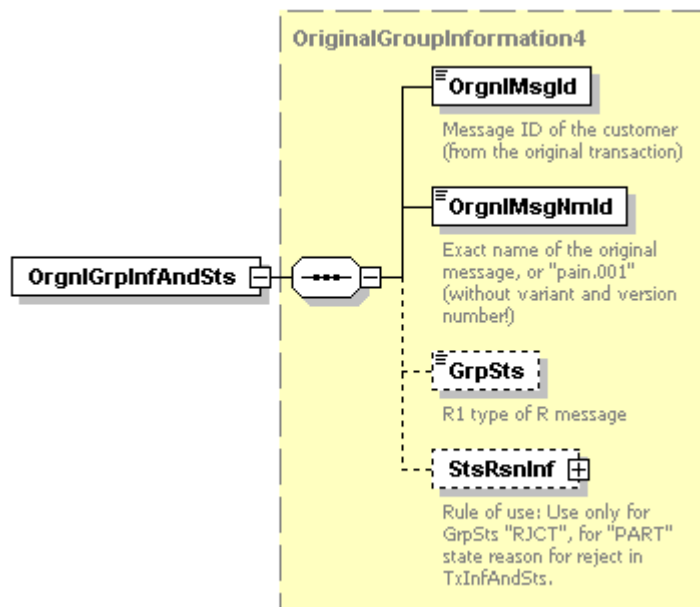 OriginalGroupInformation4
OrgnlMsgId
Message ID of the customer
(from the original transaction)
OrgnlMsgNmId
Exact name of the original
message, or "pain.001"
(without variant and version
number!)
OrgnlGrpInfAndSts
GrpSts
R1 type of R message
StsRsnInf
Rule of use: Use only for
GrpSts "RJCT", for "PART"
state reason for reject in
TxInfAndSts.